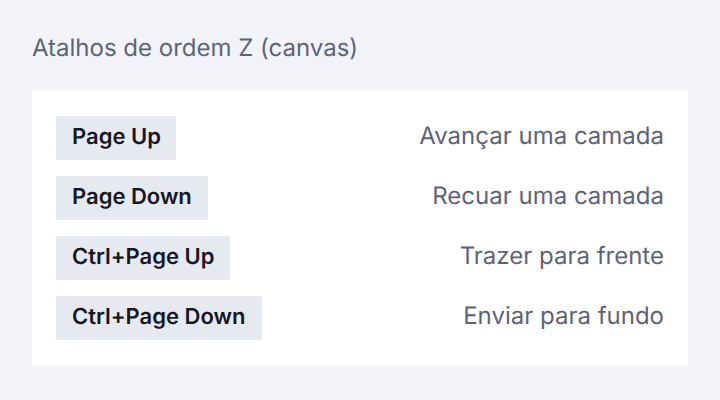 Atalhos de ordem Z (canvas)
Page Up Avançar uma camada
Page Down Recuar uma camada
Ctrl+Page Up Trazer para frente
Ctrl+Page Down Enviar para fundo